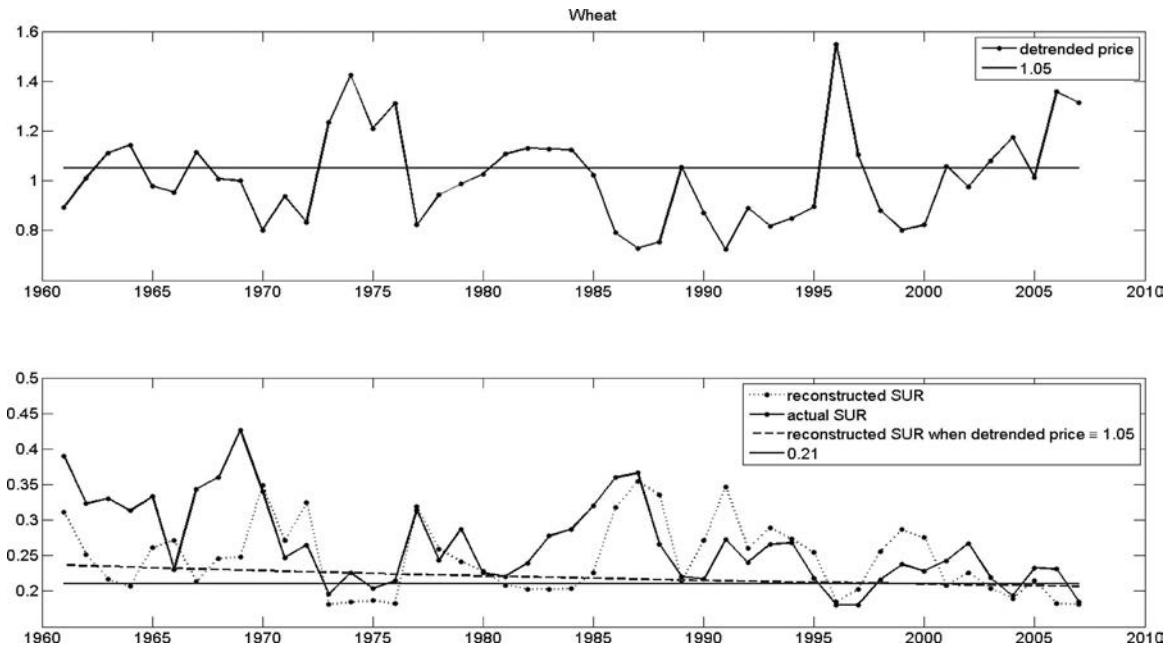 Wheat
1.6
1.4
1.2
1
0.8
detrended price
1.05
1960 1965 1970 1975 1980 1985 1990 1995 2000 2005 2010
0.5
0.45
0.4
0.35
0.3
0.25
0.2
reconstructed SUR
actual SUR
reconstructed SUR when detrended price ≡ 1.05
0.21
1960 1965 1970 1975 1980 1985 1990 1995 2000 2005 2010